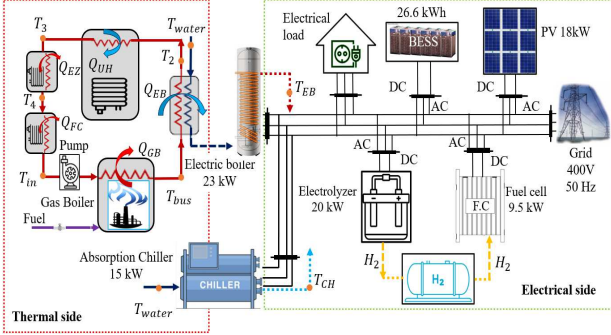 T3
Twater
T2
QEZ
QUH
T4
QEB
QFC
Pump
QGB
Tin
Gas Boiler
Tbus
Fuel
Electric boiler
23 kW
TEB
Absorption Chiller
15 kW
Twater
CHILLER
TCH
Thermal side
Electrical
load
26.6 kWh
BESS
PV 18kW
DC
DC
AC
AC
AC
AC
DC
DC
Grid
400V
50 Hz
Electrolyzer
20 kW
F.C
Fuel cell
9.5 kW
H2
H2
H2
Electrical side